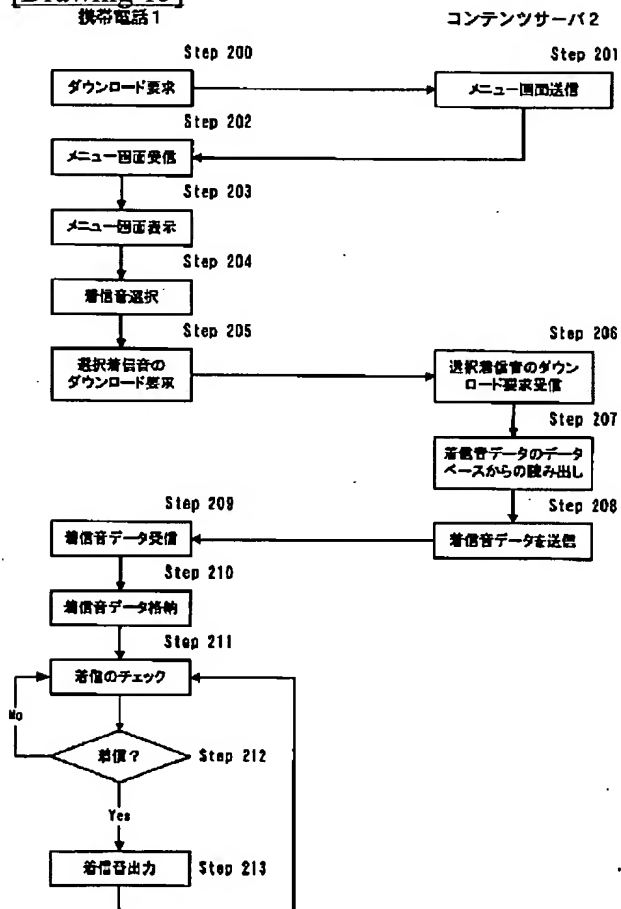 [Drawing 15]
携帯電話1
コンテンツサーバ2
Step 200
Step 201
ダウンロード要求
メニュー画面送信
Step 202
メニュー画面受信
Step 203
メニュー画面表示
Step 204
着信音選択
Step 205
Step 206
選択着信音の
ダウンロード要求
選択着信音のダウン
ロード要求受信
Step 207
着信音データのデータ
ベースからの読み出し
Step 208
Step 209
着信音データ受信
着信音データを送信
Step 210
着信音データ格納
Step 211
着信のチェック
No
着信?
Step 212
Yes
着信音出力
Step 213